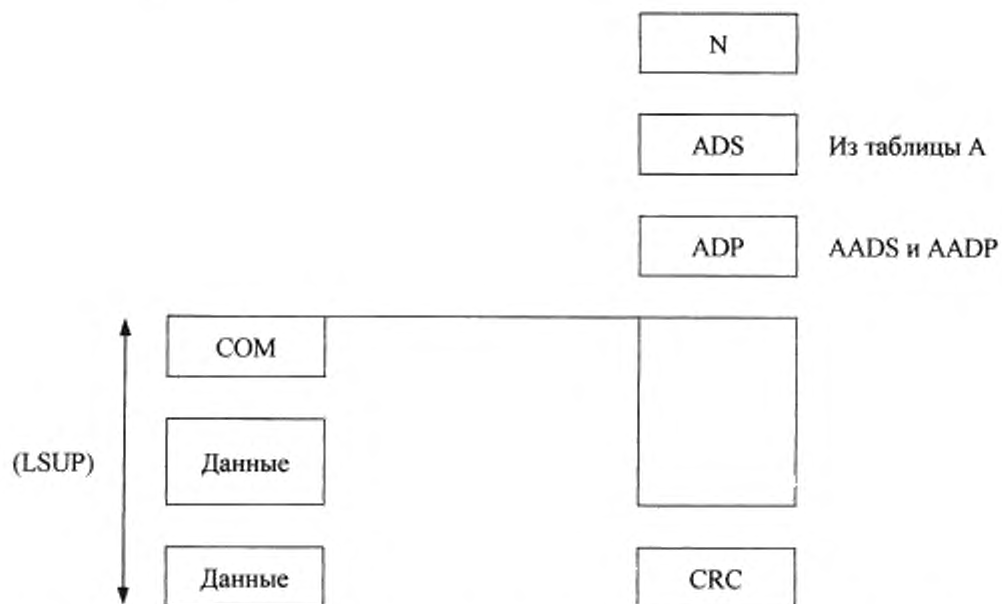 N
ADS Из таблицы А
ADP AADS и AADP
COM
(LSUP) Данные
Данные CRC